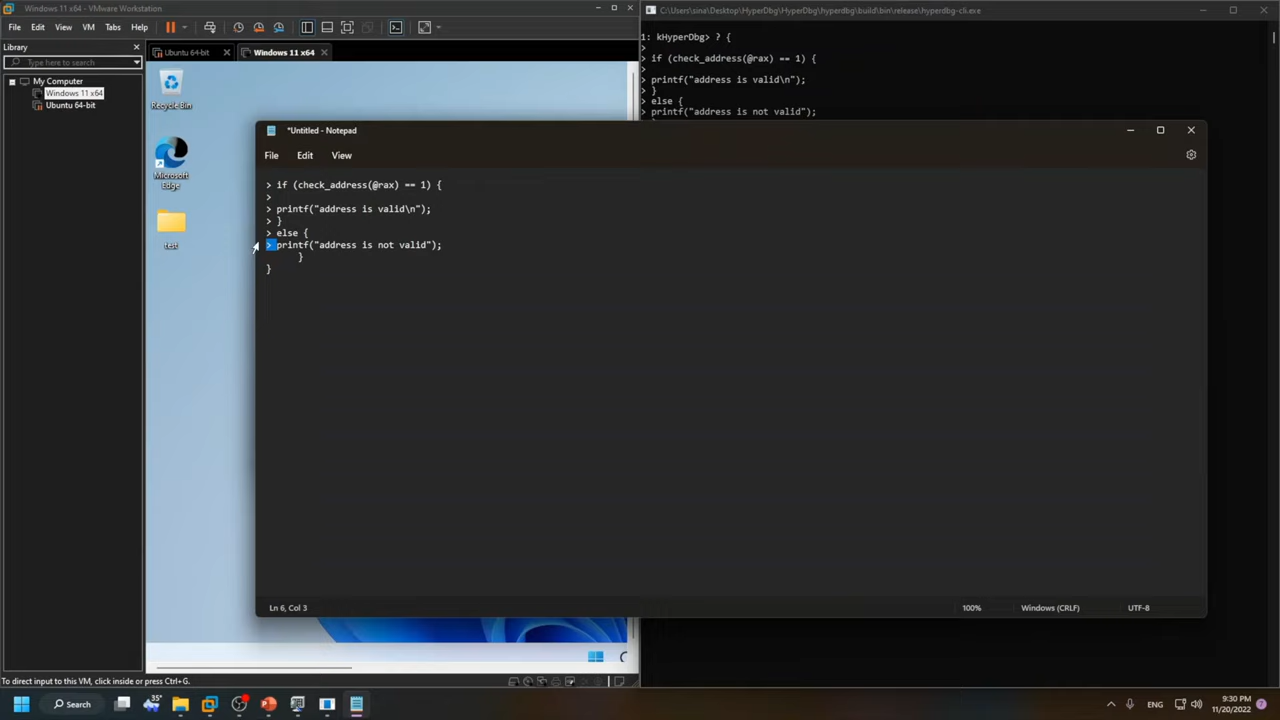 Windows 11 x64 - VMware Workstation
File Edit View VM Tabs Help
Library
Type here to search
My Computer
Windows 11 x64
Ubuntu 64-bit
Ubuntu 64-bit
Windows 11 x64
Recycle Bin
Microsoft
Edge
test
C:\Users\sina\Desktop\HyperDbg\HyperDbg\hyperdbg\build\bin\release\hyperdbg-cli.exe
1: kHyperDbg> ? {
>
> if (check_address(@rax) == 1) {
>
> printf("address is valid\n");
> }
> else {
> printf("address is not valid");
*Untitled - Notepad
File Edit View
> if (check_address(@rax) == 1) {
>
> printf("address is valid\n");
> }
> else {
> printf("address is not valid");
}
}
Ln 6, Col 3
100%
Windows (CRLF)
UTF-8
To direct input to this VM, click inside or press Ctrl+G.
Search
35°
ENG
9:30 PM
11/20/2022
7